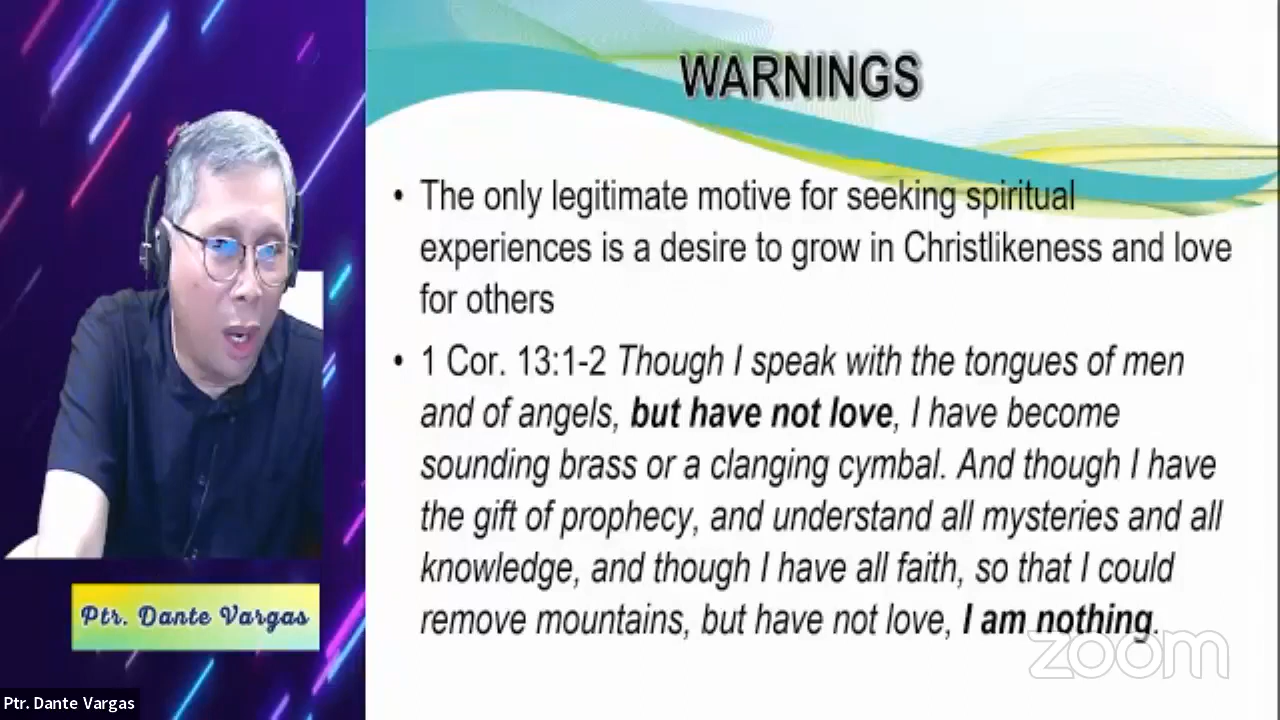 WARNINGS
• The only legitimate motive for seeking spiritual
experiences is a desire to grow in Christlikeness and love
for others
• 1 Cor. 13:1-2 Though I speak with the tongues of men
and of angels, but have not love, I have become
sounding brass or a clanging cymbal. And though I have
the gift of prophecy, and understand all mysteries and all
knowledge, and though I have all faith, so that I could
remove mountains, but have not love, I am nothing.
zoom
Ptr. Dante Vargas
Ptr. Dante Vargas